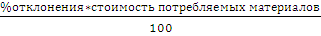 %отклонения*стоимость потребляемых материалов
100